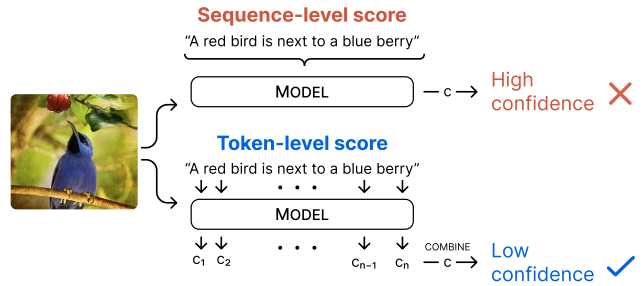 Sequence-level score
“A red bird is next to a blue berry”
MODEL
c
High
confidence
Token-level score
“A red bird is next to a blue berry”
MODEL
c₁ c₂ . . . cₙ₋₁ cₙ
COMBINE
c
Low
confidence